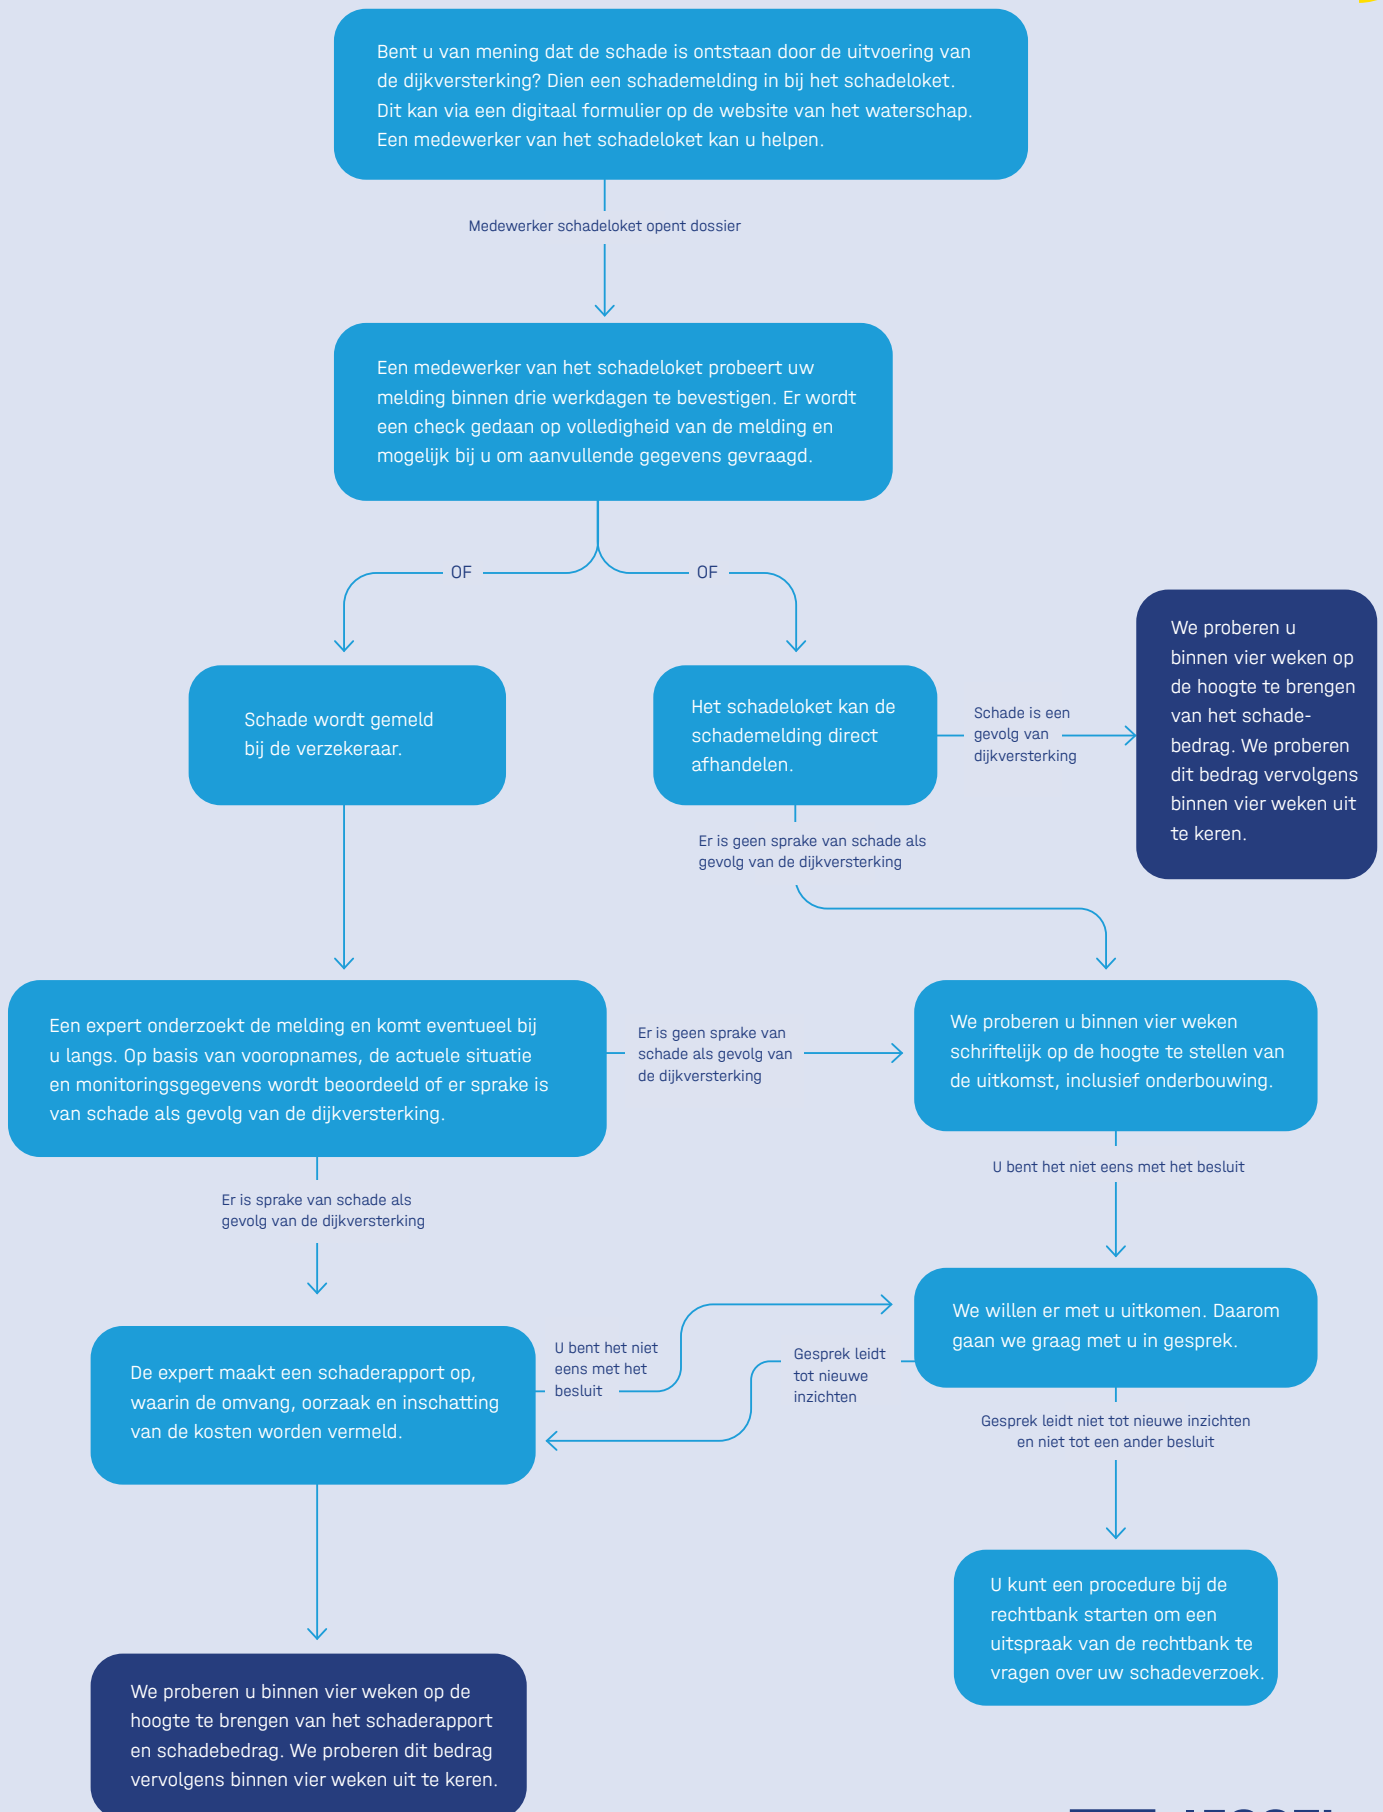 Bent u van mening dat de schade is ontstaan door de uitvoering van
de dijkversterking? Dien een schademelding in bij het schadeloket.
Dit kan via een digitaal formulier op de website van het waterschap.
Een medewerker van het schadeloket kan u helpen.
Medewerker schadeloket opent dossier
Een medewerker van het schadeloket probeert uw
melding binnen drie werkdagen te bevestigen. Er wordt
een check gedaan op volledigheid van de melding en
mogelijk bij u om aanvullende gegevens gevraagd.
OF
OF
Schade wordt gemeld
bij de verzekeraar.
Het schadeloket kan de
schademelding direct
afhandelen.
Schade is een
gevolg van
dijkversterking
We proberen u
binnen vier weken op
de hoogte te brengen
van het schade-
bedrag. We proberen
dit bedrag vervolgens
binnen vier weken uit
te keren.
Er is geen sprake van schade als
gevolg van de dijkversterking
Een expert onderzoekt de melding en komt eventueel bij
u langs. Op basis van vooropnames, de actuele situatie
en monitoringsgegevens wordt beoordeeld of er sprake is
van schade als gevolg van de dijkversterking.
Er is geen sprake van
schade als gevolg van
de dijkversterking
We proberen u binnen vier weken
schriftelijk op de hoogte te stellen van
de uitkomst, inclusief onderbouwing.
U bent het niet eens met het besluit
Er is sprake van schade als
gevolg van de dijkversterking
We willen er met u uitkomen. Daarom
gaan we graag met u in gesprek.
De expert maakt een schaderapport op,
waarin de omvang, oorzaak en inschatting
van de kosten worden vermeld.
U bent het niet
eens met het
besluit
Gesprek leidt
tot nieuwe
inzichten
Gesprek leidt niet tot nieuwe inzichten
en niet tot een ander besluit
U kunt een procedure bij de
rechtbank starten om een
uitspraak van de rechtbank te
vragen over uw schadeverzoek.
We proberen u binnen vier weken op de
hoogte te brengen van het schaderapport
en schadebedrag. We proberen dit bedrag
vervolgens binnen vier weken uit te keren.